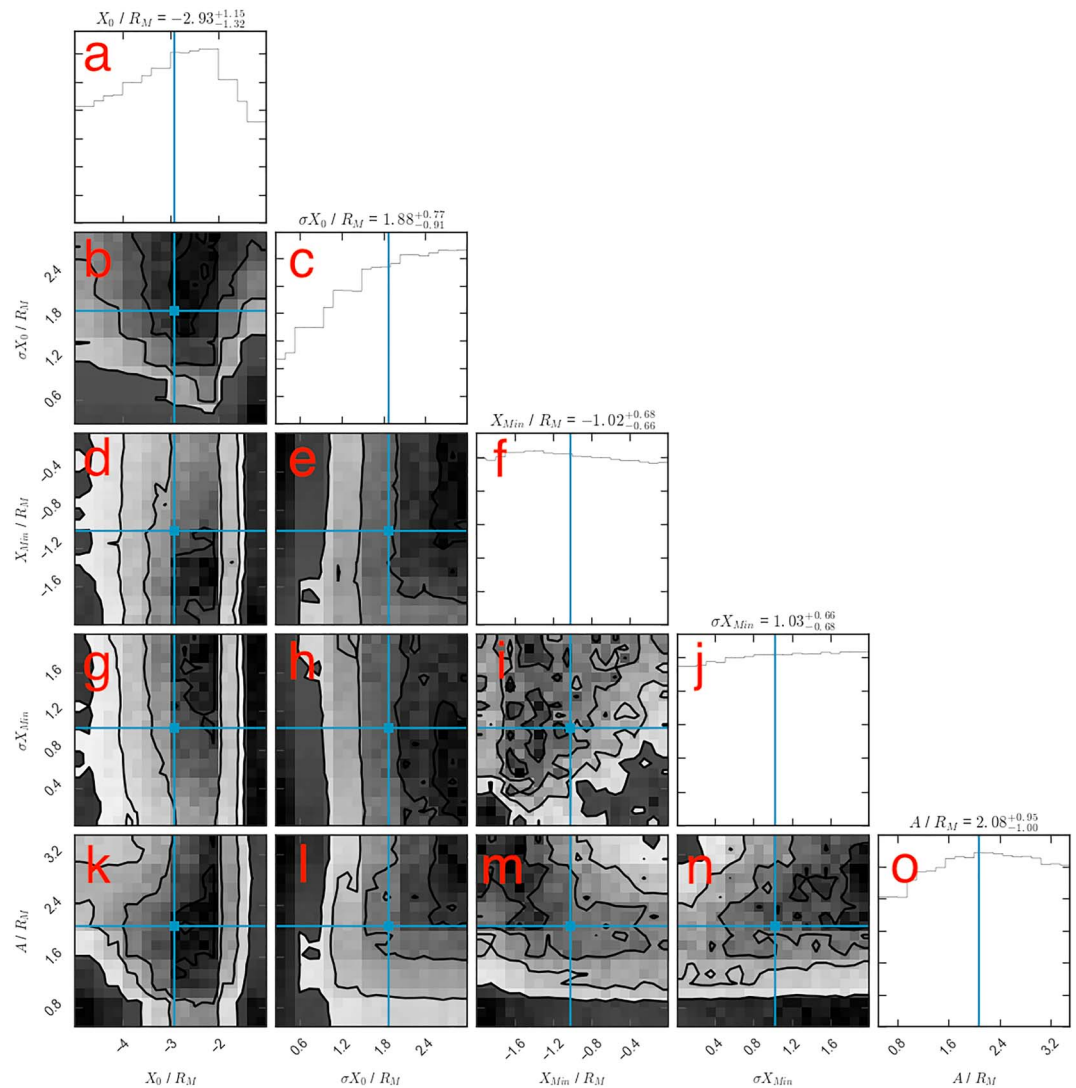 X₀ / R_M = −2.93^{+1.15}_{−1.32}
a
σX₀ / R_M = 1.88^{+0.77}_{−0.91}
b
c
2.4
1.8
1.2
0.6
σX₀ / R_M
X_{Min} / R_M = −1.02^{+0.68}_{−0.66}
d
e
f
−0.4
−0.8
−1.2
−1.6
X_{Min} / R_M
σX_{Min} = 1.03^{+0.66}_{−0.68}
g
h
i
j
1.6
1.2
0.8
0.4
σX_{Min}
A / R_M = 2.08^{+0.95}_{−1.00}
k
l
m
n
o
3.2
2.4
1.6
0.8
A / R_M
−4 −3 −2 0.6 1.2 1.8 2.4 −1.6 −1.2 −0.8 −0.4 0.4 0.8 1.2 1.6 0.8 1.6 2.4 3.2
X₀ / R_M σX₀ / R_M X_{Min} / R_M σX_{Min} A / R_M